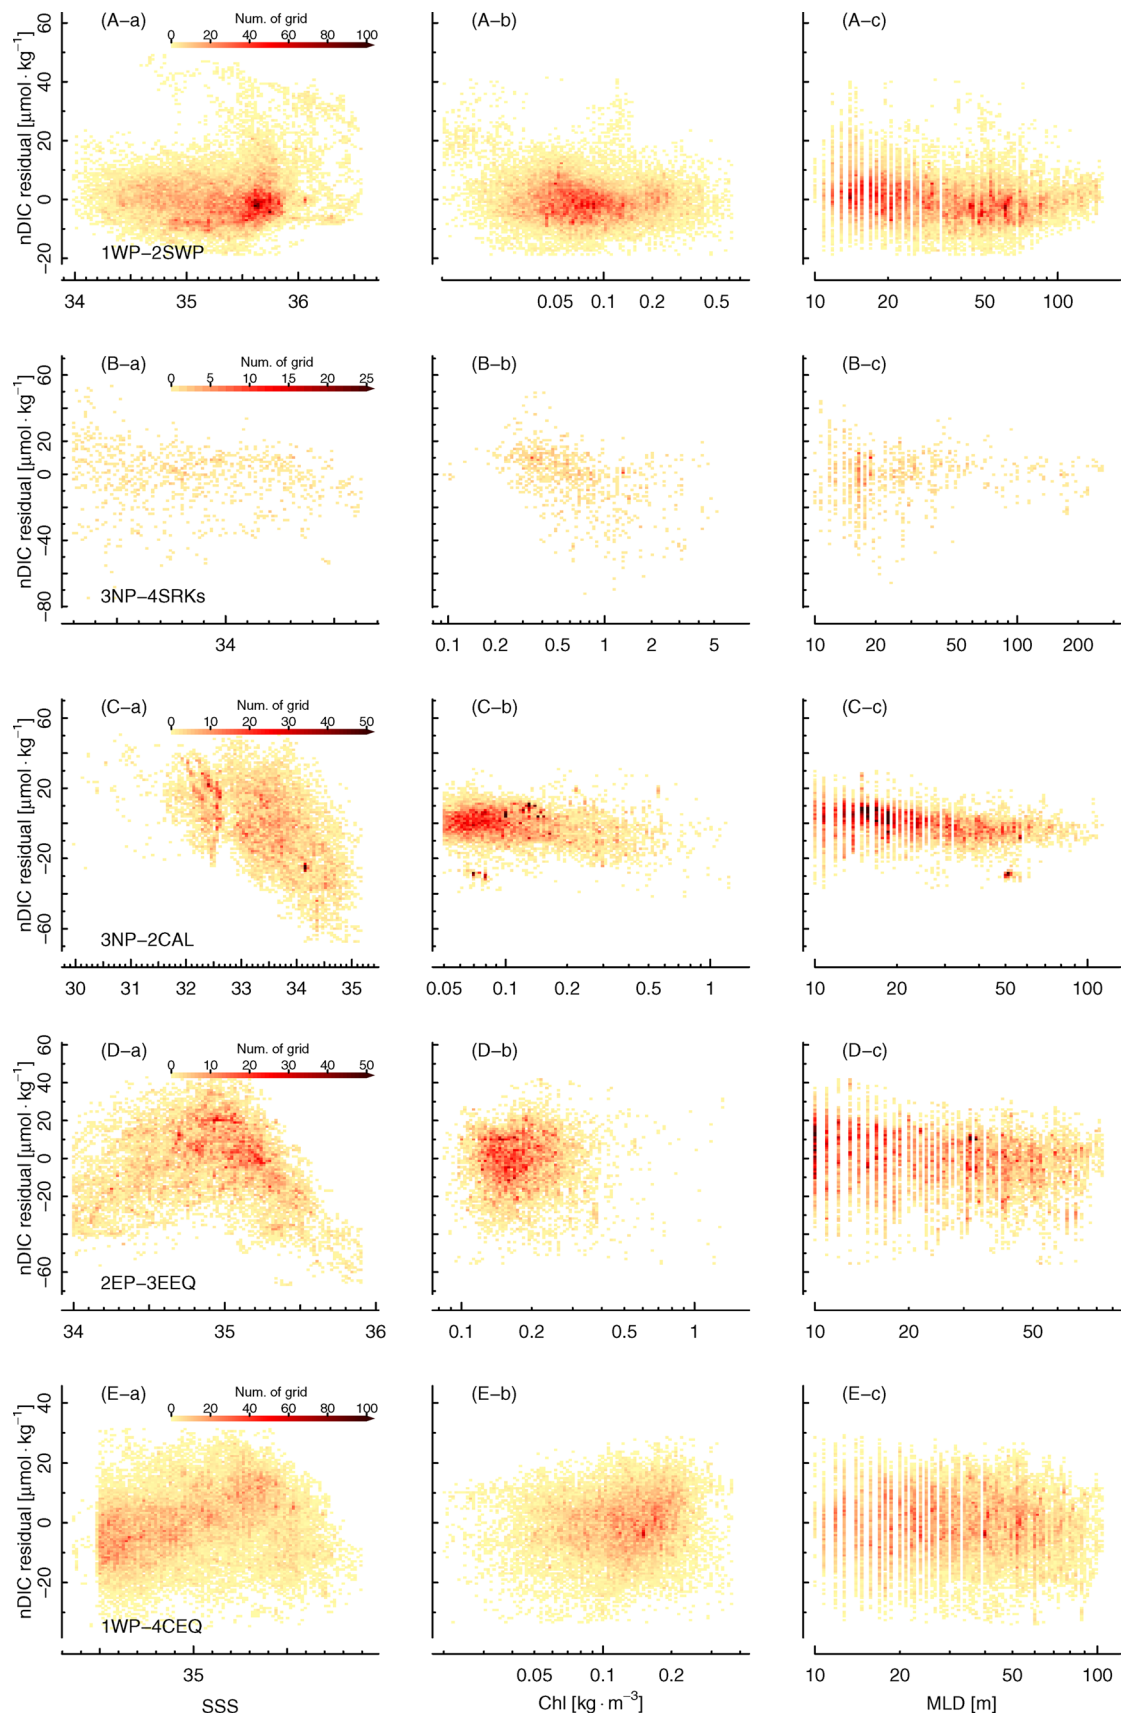 (A−a)
Num. of grid
0 20 40 60 80 100
nDIC residual [μmol·kg−1]
60
40
20
0
−20
1WP−2SWP
34 35 36
(A−b)
0.05 0.1 0.2 0.5
(A−c)
10 20 50 100
(B−a)
Num. of grid
0 5 10 15 20 25
nDIC residual [μmol·kg−1]
60
20
0
−40
−80
3NP−4SRKs
34
(B−b)
0.1 0.2 0.5 1 2 5
(B−c)
10 20 50 100 200
(C−a)
Num. of grid
0 10 20 30 40 50
nDIC residual [μmol·kg−1]
60
20
−20
−60
3NP−2CAL
30 31 32 33 34 35
(C−b)
0.05 0.1 0.2 0.5 1
(C−c)
10 20 50 100
(D−a)
Num. of grid
0 10 20 30 40 50
nDIC residual [μmol·kg−1]
60
40
20
0
−20
−60
2EP−3EEQ
34 35 36
(D−b)
0.1 0.2 0.5 1
(D−c)
10 20 50
(E−a)
Num. of grid
0 20 40 60 80 100
nDIC residual [μmol·kg−1]
40
20
0
−20
1WP−4CEQ
35
SSS
(E−b)
0.05 0.1 0.2
Chl [kg·m−3]
(E−c)
10 20 50 100
MLD [m]